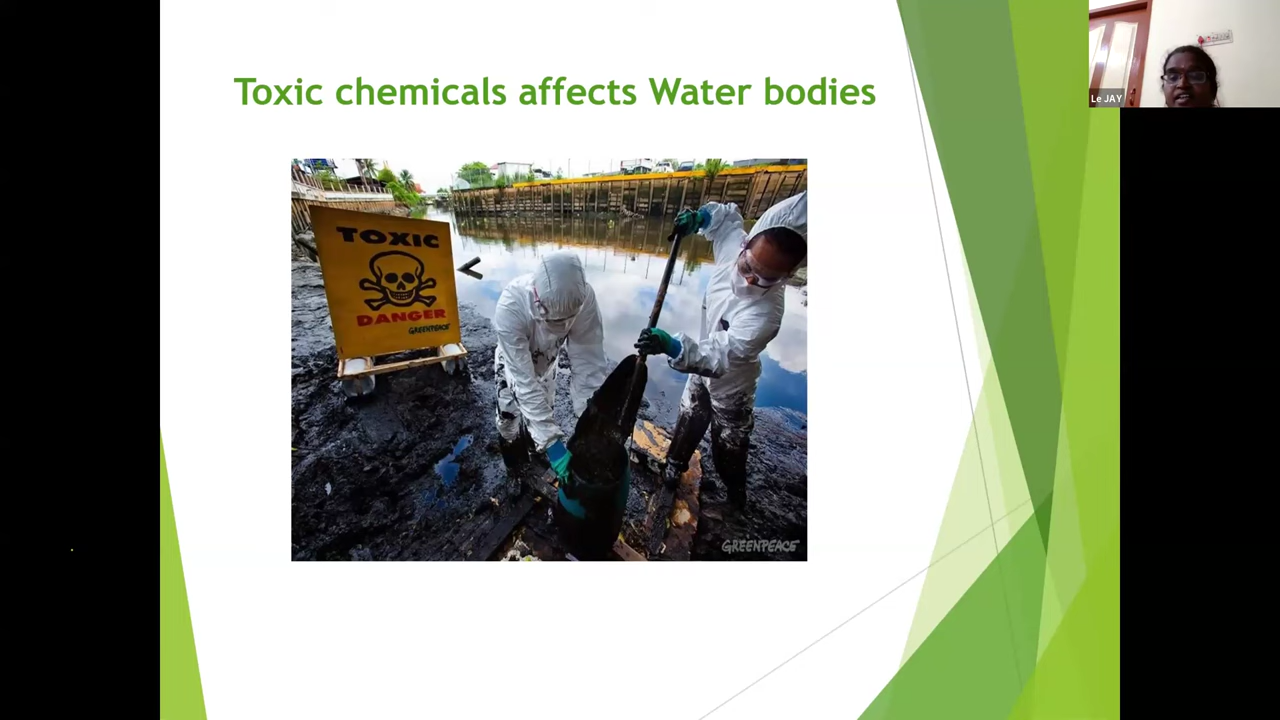 Toxic chemicals affects Water bodies
Le JAY
TOXIC
DANGER
GREENPEACE
GREENPEACE